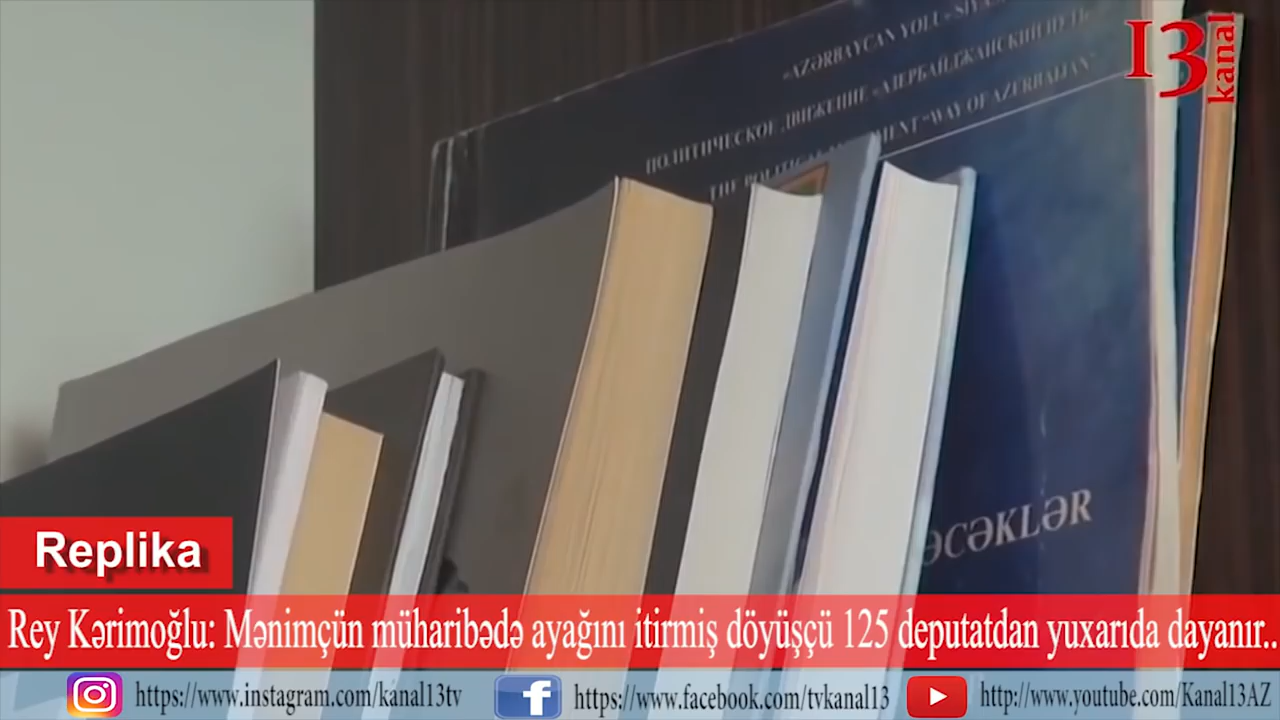 «AZƏRBAYCAN YOLU»
13
kanal
ПОЛИТИЧЕСКОЕ ДВИЖЕНИЕ «АЗЕРБАЙДЖАНСКИЙ
THE "WAY OF AZERBAIJAN"
ƏCƏKLƏR
Replika
Rey Kərimoğlu: Mənimçün müharibədə ayağını itirmiş döyüşçü 125 deputatdan yuxarıda dayanır..
https://www.instagram.com/kanal13tv
https://www.facebook.com/tvkanal13
http://www.youtube.com/Kanal13AZ